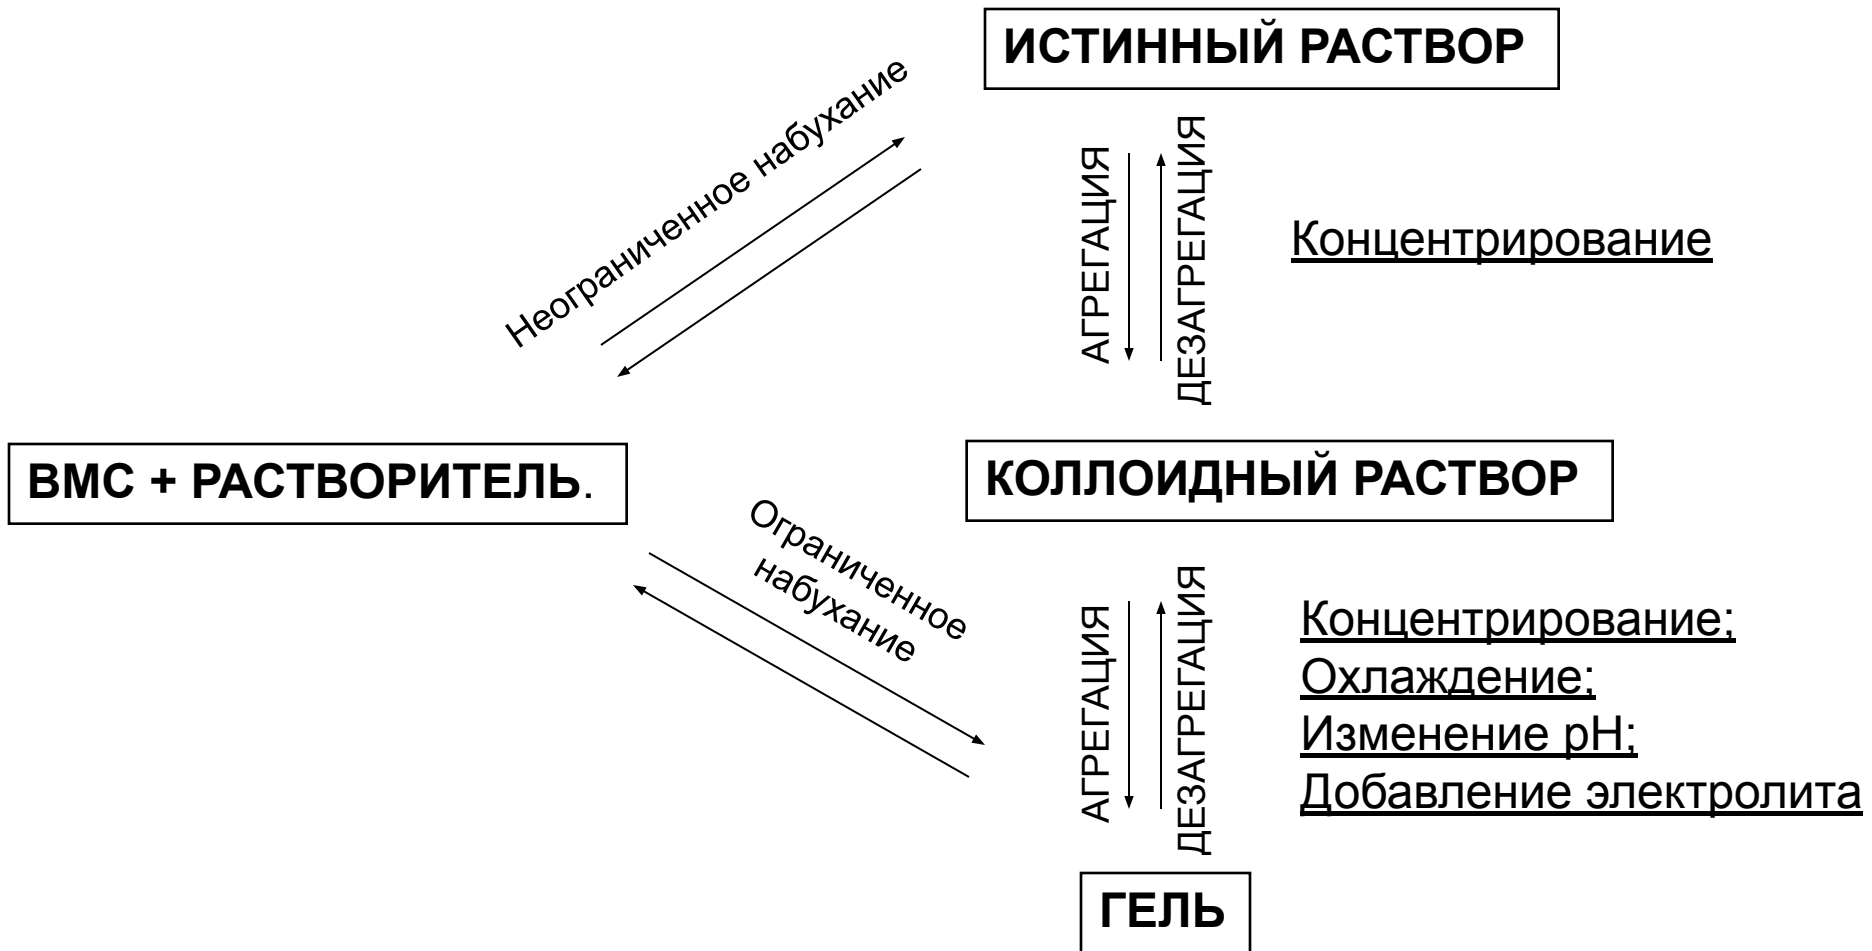 ИСТИННЫЙ РАСТВОР
Неограниченное набухание
АГРЕГАЦИЯ
ДЕЗАГРЕГАЦИЯ
Концентрирование
ВМС + РАСТВОРИТЕЛЬ.
КОЛЛОИДНЫЙ РАСТВОР
Ограниченное
набухание
АГРЕГАЦИЯ
ДЕЗАГРЕГАЦИЯ
Концентрирование;
Охлаждение;
Изменение рН;
Добавление электролита
ГЕЛЬ